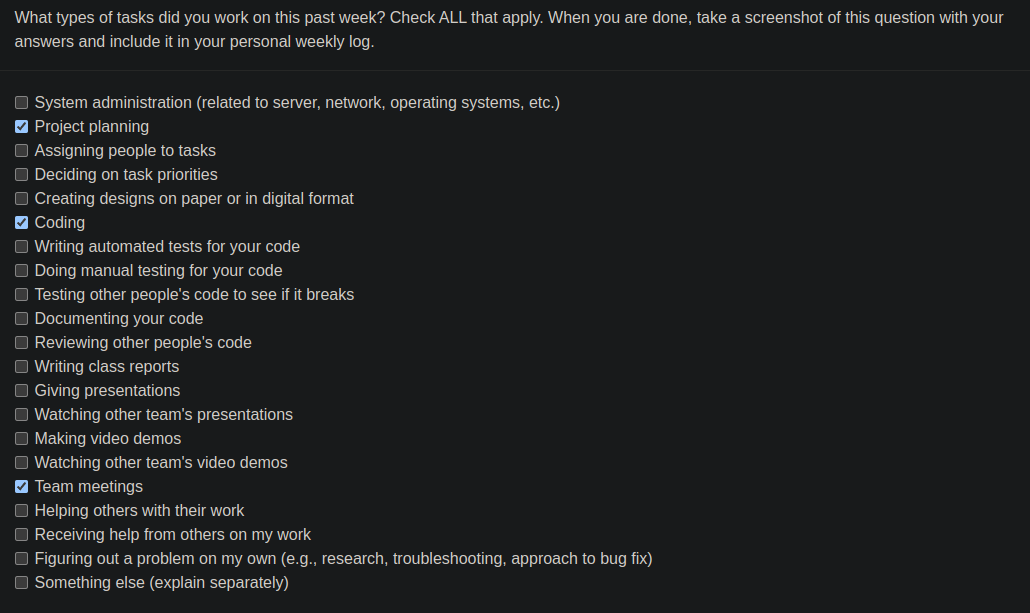 What types of tasks did you work on this past week? Check ALL that apply. When you are done, take a screenshot of this question with your
answers and include it in your personal weekly log.
System administration (related to server, network, operating systems, etc.)
Project planning
Assigning people to tasks
Deciding on task priorities
Creating designs on paper or in digital format
Coding
Writing automated tests for your code
Doing manual testing for your code
Testing other people's code to see if it breaks
Documenting your code
Reviewing other people's code
Writing class reports
Giving presentations
Watching other team's presentations
Making video demos
Watching other team's video demos
Team meetings
Helping others with their work
Receiving help from others on my work
Figuring out a problem on my own (e.g., research, troubleshooting, approach to bug fix)
Something else (explain separately)